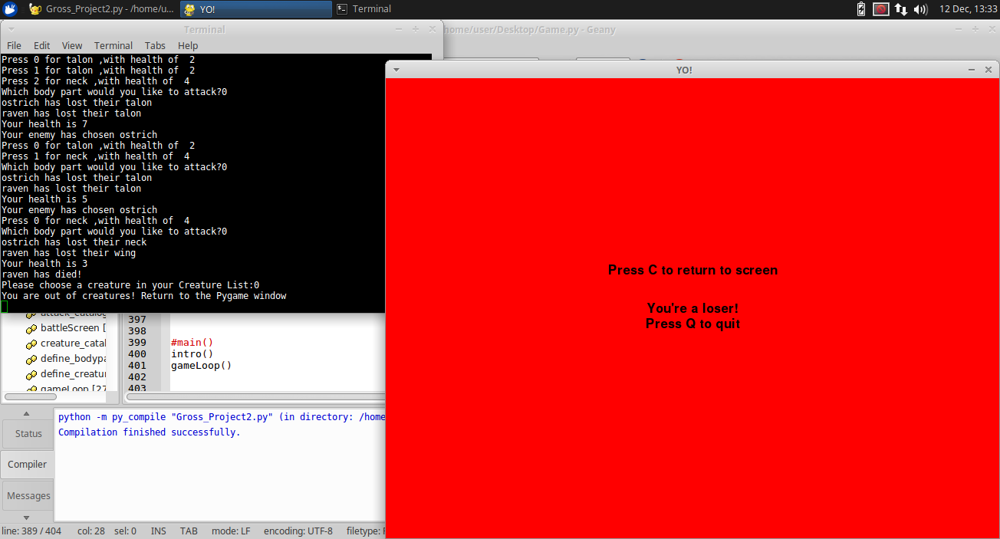 Gross_Project2.py - /home/u...
YO!
Terminal
12 Dec, 13:33
Terminal
File Edit View Terminal Tabs Help
Press 0 for talon ,with health of  2
Press 1 for talon ,with health of  2
Press 2 for neck ,with health of  4
Which body part would you like to attack?0
ostrich has lost their talon
raven has lost their talon
Your health is 7
Your enemy has chosen ostrich
Press 0 for talon ,with health of  2
Press 1 for neck ,with health of  4
Which body part would you like to attack?0
ostrich has lost their talon
raven has lost their talon
Your health is 5
Your enemy has chosen ostrich
Press 0 for neck ,with health of  4
Which body part would you like to attack?0
ostrich has lost their neck
raven has lost their wing
Your health is 3
raven has died!
Please choose a creature in your Creature List:0
You are out of creatures! Return to the Pygame window
home/user/Desktop/Game.py - Geany
YO!
Press C to return to screen
You're a loser!
Press Q to quit
attack_catalog
battleScreen [
creature_catal
define_bodypa
define_creatur
gameLoop [27
397
398
399 #main()
400 intro()
401 gameLoop()
402
403
Status
Compiler
Messages
python -m py_compile "Gross_Project2.py" (in directory: /home
Compilation finished successfully.
line: 389 / 404 col: 28 sel: 0 INS TAB mode: LF encoding: UTF-8 filetype: